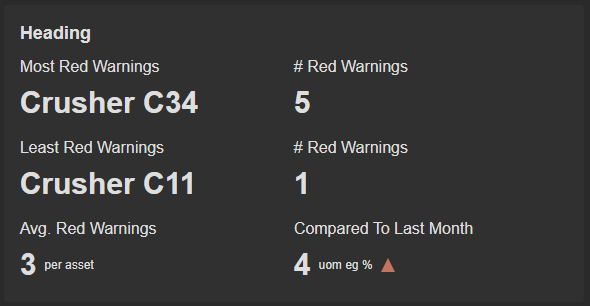 Heading
Most Red Warnings # Red Warnings
Crusher C34 5
Least Red Warnings # Red Warnings
Crusher C11 1
Avg. Red Warnings Compared To Last Month
3 per asset 4 uom eg %